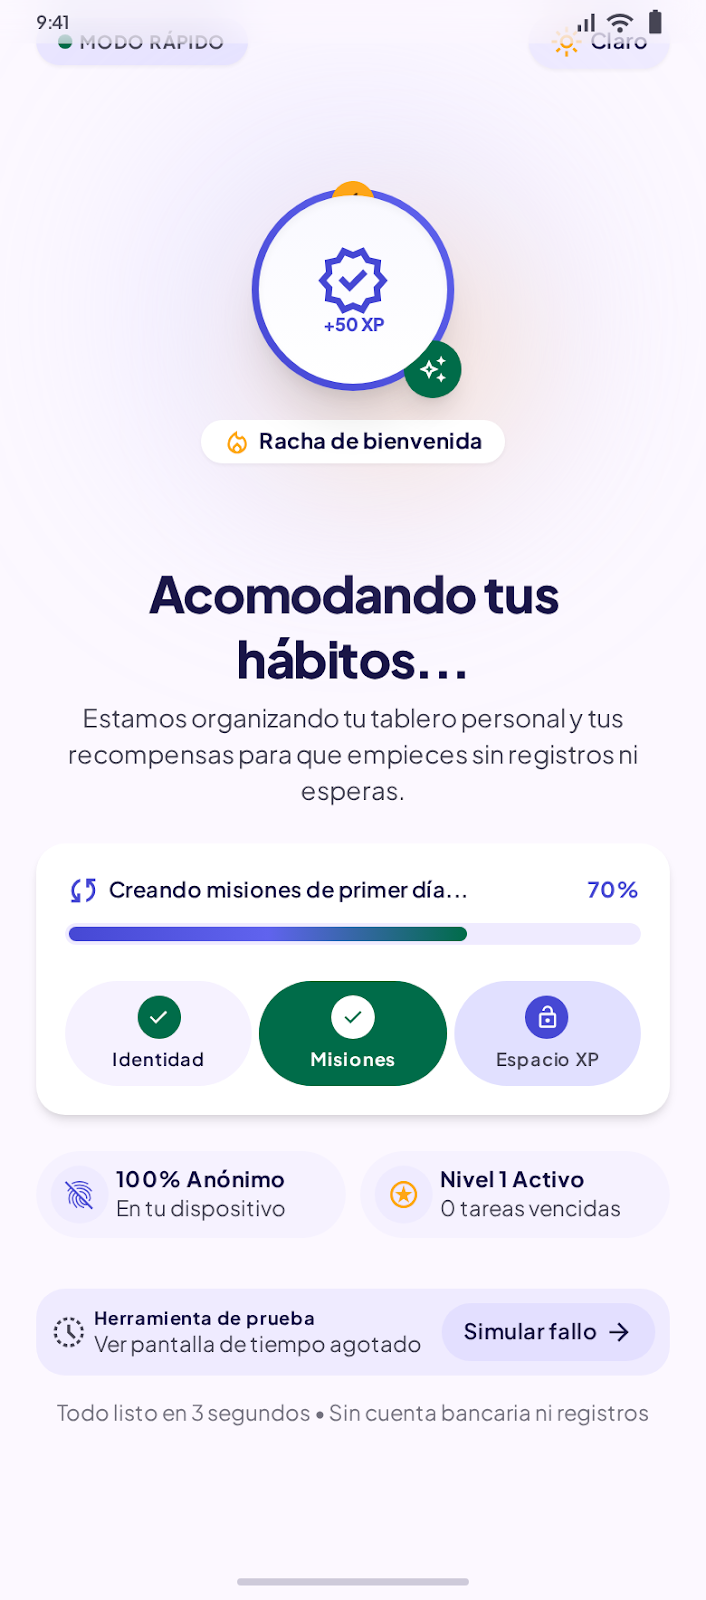 9:41
MODO RÁPIDO
Claro
+50 XP
Racha de bienvenida
Acomodando tus
hábitos...
Estamos organizando tu tablero personal y tus
recompensas para que empieces sin registros ni
esperas.
Creando misiones de primer día...
70%
Identidad
Misiones
Espacio XP
100% Anónimo
En tu dispositivo
Nivel 1 Activo
0 tareas vencidas
Herramienta de prueba
Ver pantalla de tiempo agotado
Simular fallo →
Todo listo en 3 segundos • Sin cuenta bancaria ni registros